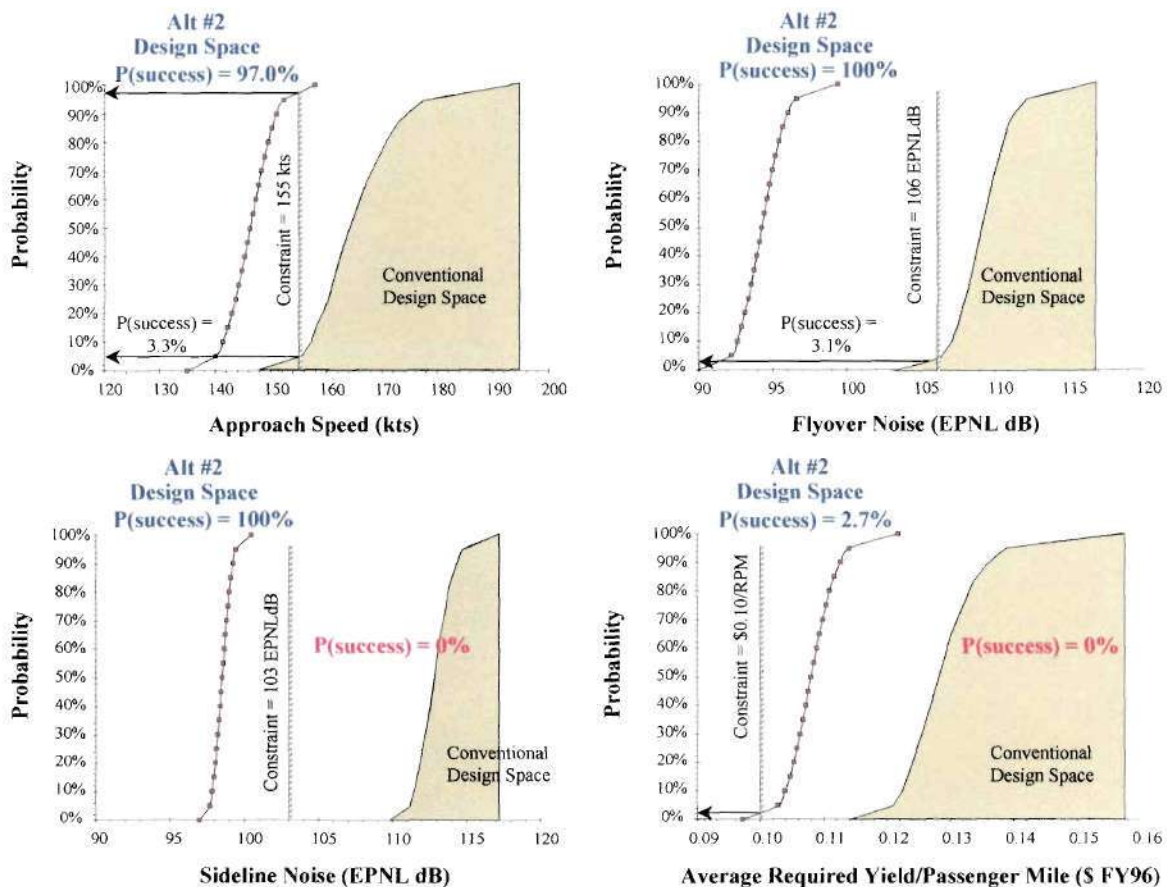 Alt #2
Design Space
P(success) = 97.0%
Probability
100%
90%
80%
70%
60%
50%
40%
30%
20%
10%
0%
Constraint = 155 kts
Conventional
Design Space
P(success) =
3.3%
120
130
140
150
160
170
180
190
200
Approach Speed (kts)
Alt #2
Design Space
P(success) = 100%
Probability
100%
90%
80%
70%
60%
50%
40%
30%
20%
10%
0%
Constraint = 106 EPNLdB
Conventional
Design Space
P(success) =
3.1%
90
95
100
105
110
115
120
Flyover Noise (EPNL dB)
Alt #2
Design Space
P(success) = 100%
Probability
100%
90%
80%
70%
60%
50%
40%
30%
20%
10%
0%
Constraint = 103 EPNLdB
P(success) = 0%
Conventional
Design Space
90
95
100
105
110
115
120
Sideline Noise (EPNL dB)
Alt #2
Design Space
P(success) = 2.7%
Probability
100%
90%
80%
70%
60%
50%
40%
30%
20%
10%
0%
Constraint = $0.10/RPM
P(success) = 0%
Conventional
Design Space
0.09
0.10
0.11
0.12
0.13
0.14
0.15
0.16
Average Required Yield/Passenger Mile ($ FY96)